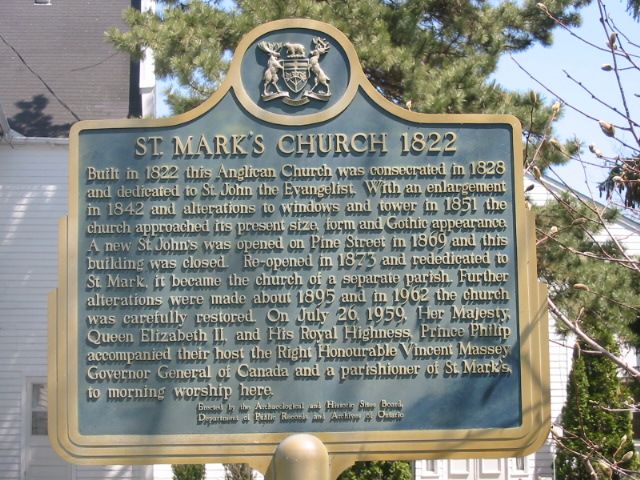 ST. MARK'S CHURCH 1822
Built in 1822 this Anglican Church was consecrated in 1828
and dedicated to St. John the Evangelist. With an enlargement
in 1842 and alterations to windows and tower in 1851 the
church approached its present size, form and Gothic appearance.
A new St. John's was opened on Pine Street in 1869 and this
building was closed. Re-opened in 1873 and rededicated to
St. Mark, it became the church of a separate parish. Further
alterations were made about 1895 and in 1962 the church
was carefully restored. On July 26, 1959, Her Majesty,
Queen Elizabeth II, and His Royal Highness, Prince Philip
accompanied their host the Right Honourable Vincent Massey
Governor General of Canada and a parishioner of St. Mark's,
to morning worship here.
Erected by the Archaeological and Historic Sites Board,
Department of Public Records and Archives of Ontario